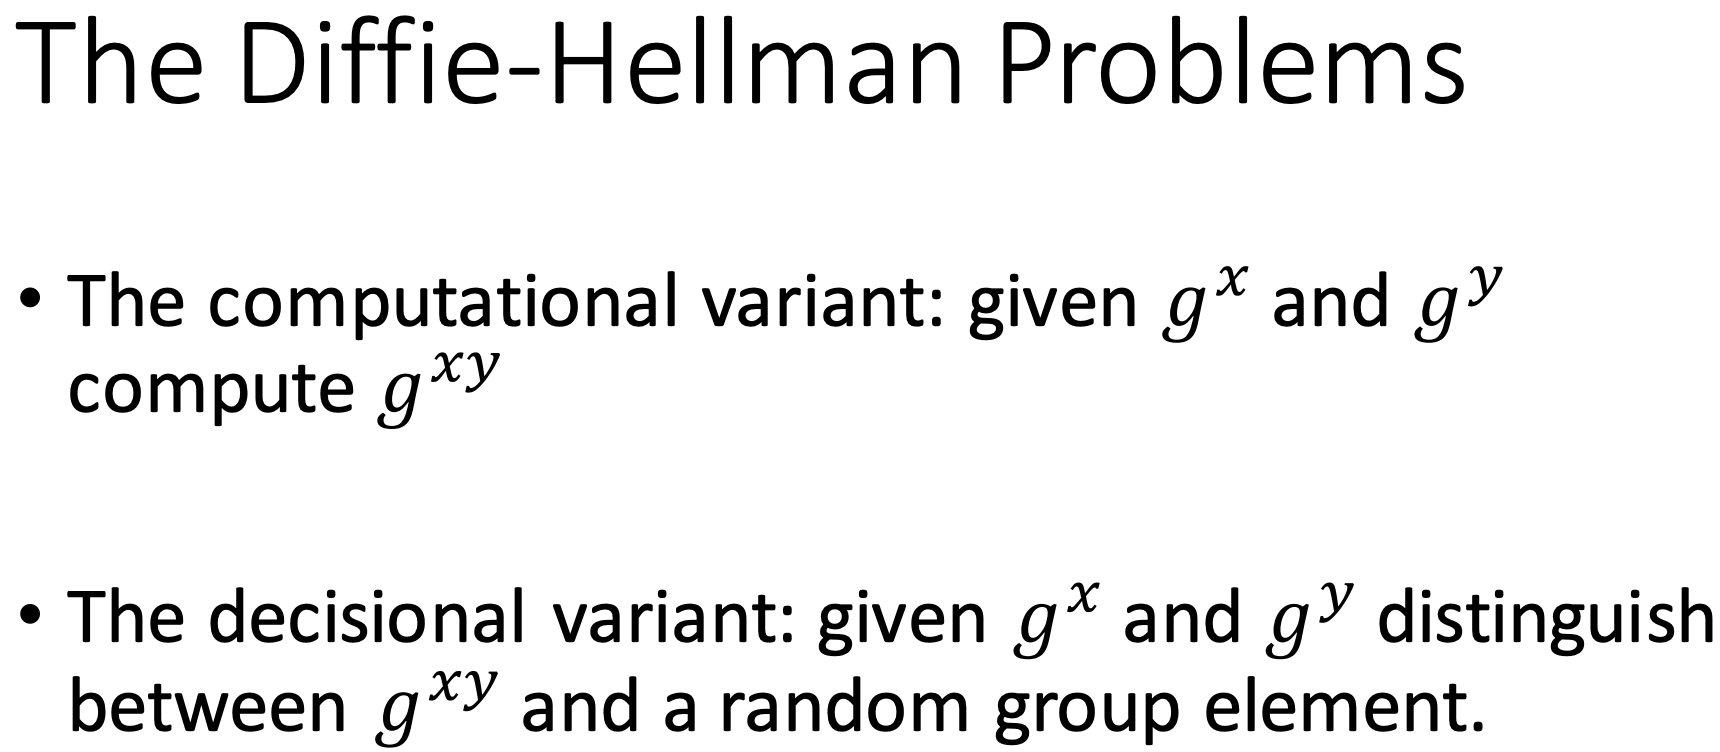 The Diffie-Hellman Problems
• The computational variant: given $g^x$ and $g^y$
compute $g^{xy}$
• The decisional variant: given $g^x$ and $g^y$ distinguish
between $g^{xy}$ and a random group element.